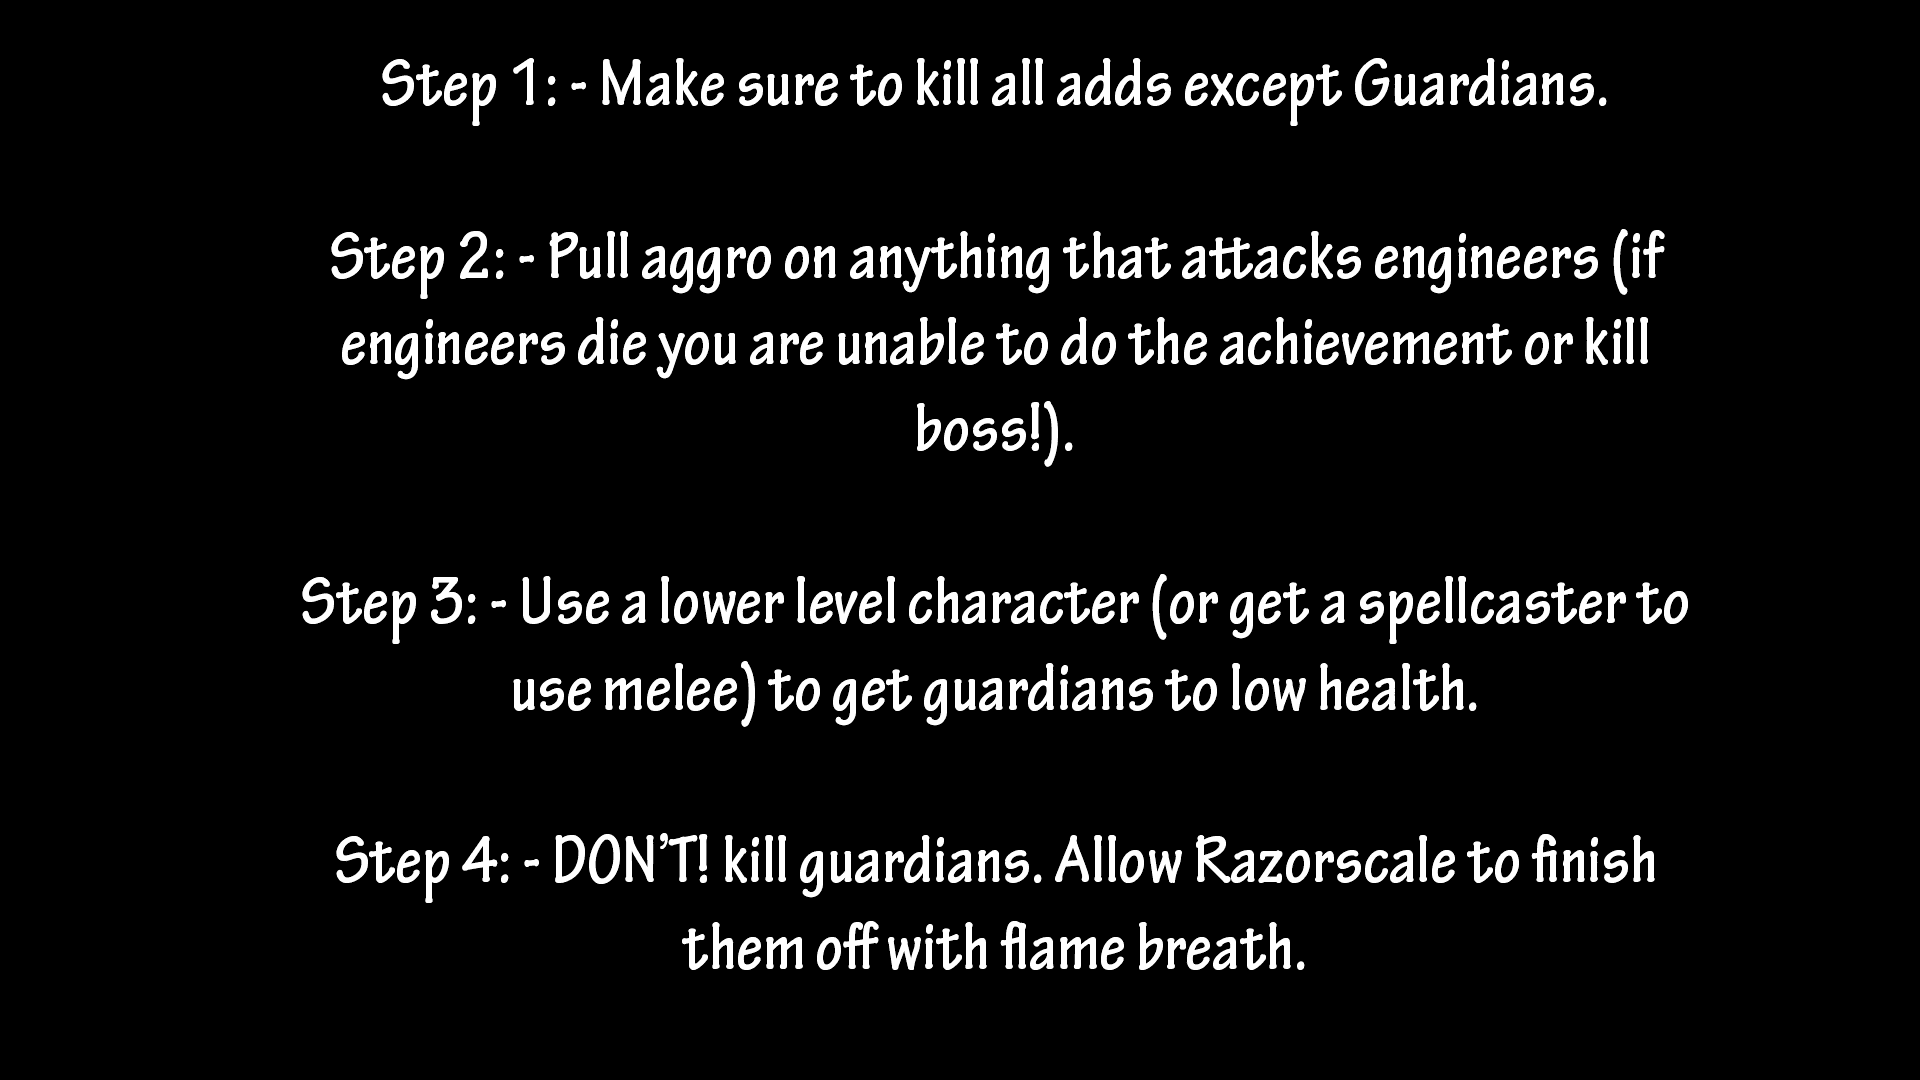 Step 1: - Make sure to kill all adds except Guardians.
Step 2: - Pull aggro on anything that attacks engineers (if
engineers die you are unable to do the achievement or kill
boss!).
Step 3: - Use a lower level character (or get a spellcaster to
use melee) to get guardians to low health.
Step 4: - DON'T! kill guardians. Allow Razorscale to finish
them off with flame breath.